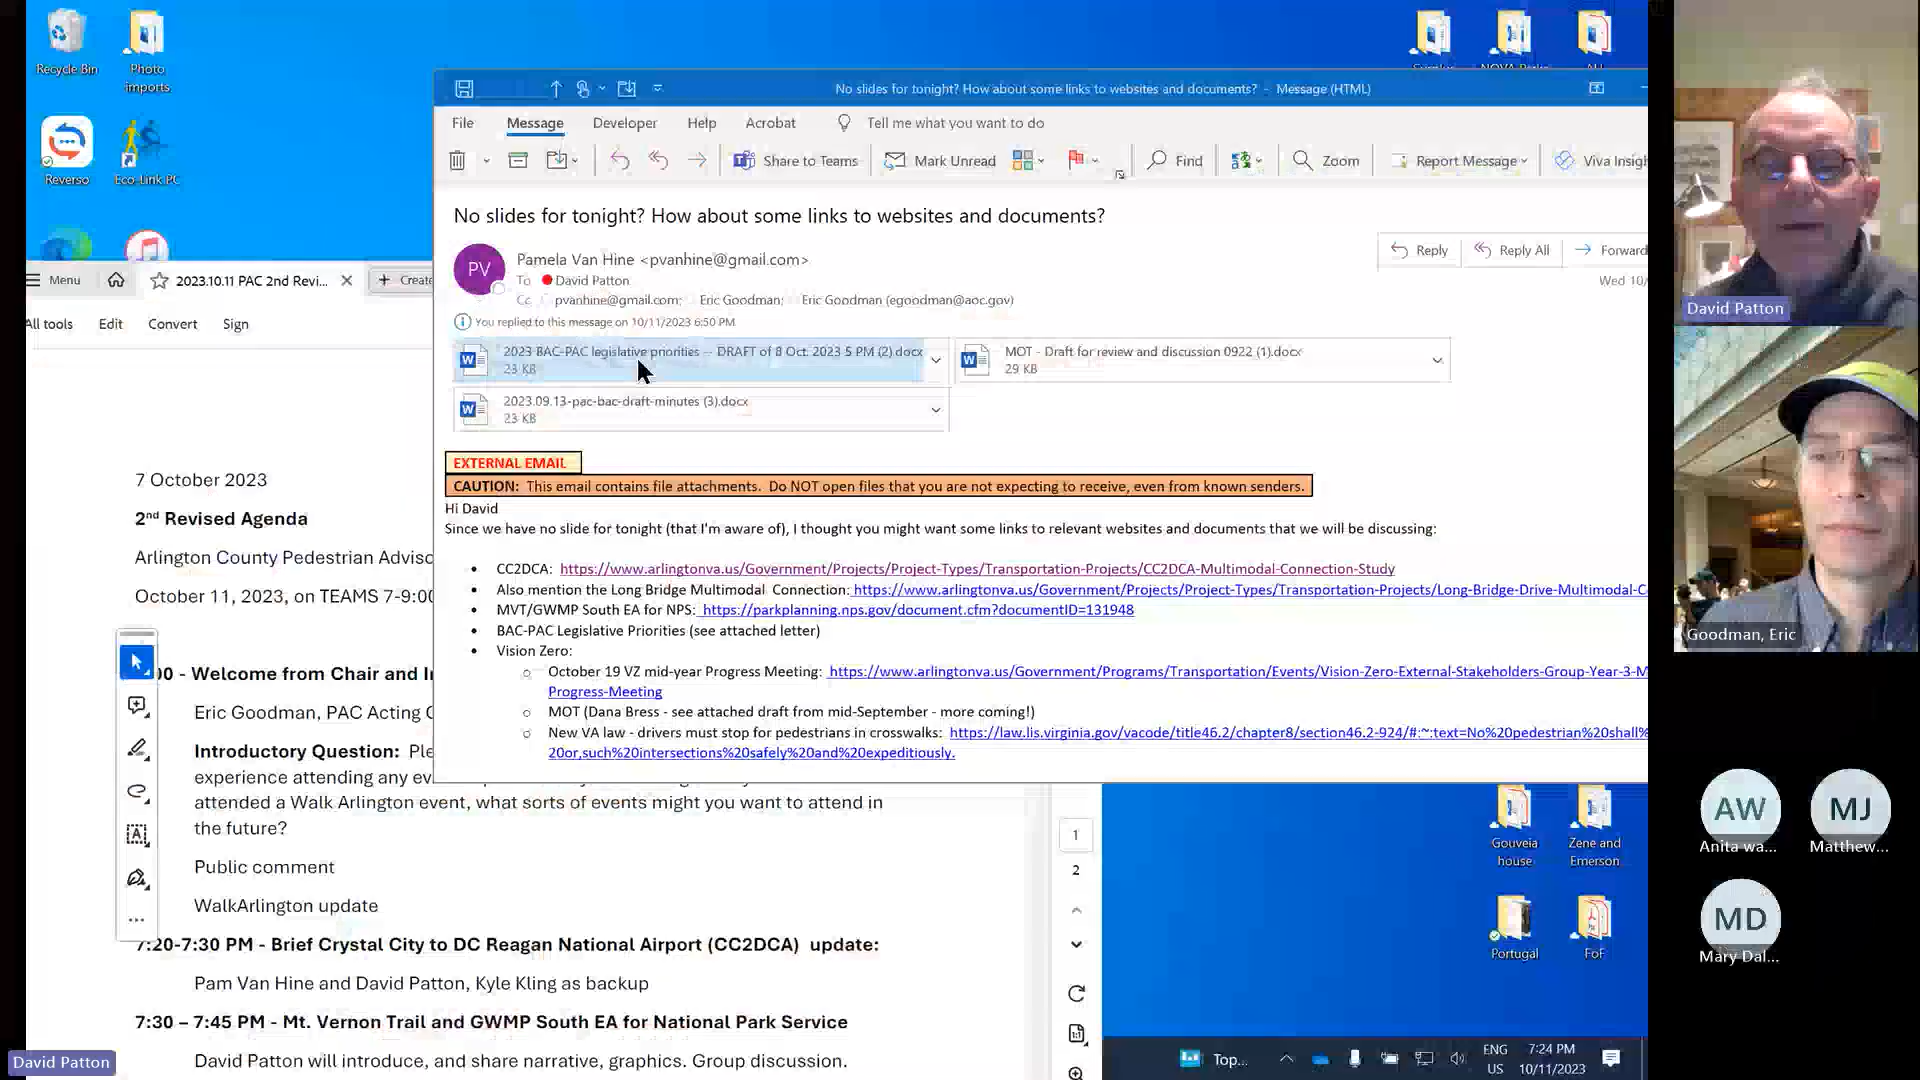 Recycle Bin
Photo imports
Reverso
Eco-Link PC
No slides for tonight? How about some links to websites and documents? - Message (HTML)
File Message Developer Help Acrobat Tell me what you want to do
Share to Teams Mark Unread Find Zoom Report Message Viva Insigh
No slides for tonight? How about some links to websites and documents?
PV
Pamela Van Hine <pvanhine@gmail.com>
To David Patton
Cc pvanhine@gmail.com; Eric Goodman; Eric Goodman (egoodman@aoc.gov)
Reply Reply All Forward
Wed 10/
You replied to this message on 10/11/2023 6:50 PM.
2023 BAC-PAC legislative priorities -- DRAFT of 8 Oct. 2023 5 PM (2).docx
23 KB
MOT - Draft for review and discussion 0922 (1).docx
29 KB
2023.09.13-pac-bac-draft-minutes (3).docx
23 KB
EXTERNAL EMAIL
CAUTION: This email contains file attachments. Do NOT open files that you are not expecting to receive, even from known senders.
Hi David
Since we have no slide for tonight (that I'm aware of), I thought you might want some links to relevant websites and documents that we will be discussing:
• CC2DCA: https://www.arlingtonva.us/Government/Projects/Project-Types/Transportation-Projects/CC2DCA-Multimodal-Connection-Study
• Also mention the Long Bridge Multimodal Connection: https://www.arlingtonva.us/Government/Projects/Project-Types/Transportation-Projects/Long-Bridge-Drive-Multimodal-C
• MVT/GWMP South EA for NPS: https://parkplanning.nps.gov/document.cfm?documentID=131948
• BAC-PAC Legislative Priorities (see attached letter)
• Vision Zero:
o October 19 VZ mid-year Progress Meeting: https://www.arlingtonva.us/Government/Programs/Transportation/Events/Vision-Zero-External-Stakeholders-Group-Year-3-M
Progress-Meeting
o MOT (Dana Bress - see attached draft from mid-September - more coming!)
o New VA law - drivers must stop for pedestrians in crosswalks: https://law.lis.virginia.gov/vacode/title46.2/chapter8/section46.2-924/#:~:text=No%20pedestrian%20shall%
20or,such%20intersections%20safely%20and%20expeditiously.
Menu 2023.10.11 PAC 2nd Revi... Create
All tools Edit Convert Sign
7 October 2023
2nd Revised Agenda
Arlington County Pedestrian Adviso
October 11, 2023, on TEAMS 7-9:00
00 - Welcome from Chair and In
Eric Goodman, PAC Acting C
Introductory Question: Ple
experience attending any ev
attended a Walk Arlington event, what sorts of events might you want to attend in
the future?
Public comment
WalkArlington update
7:20-7:30 PM - Brief Crystal City to DC Reagan National Airport (CC2DCA) update:
Pam Van Hine and David Patton, Kyle Kling as backup
7:30 – 7:45 PM - Mt. Vernon Trail and GWMP South EA for National Park Service
David Patton will introduce, and share narrative, graphics. Group discussion.
1
2
Gouveia house
Zene and Emerson...
Portugal
FoF
Top...
ENG
US
7:24 PM
10/11/2023
David Patton
Goodman, Eric
AW
Anita wa...
MJ
Matthew...
MD
Mary Dal...
David Patton